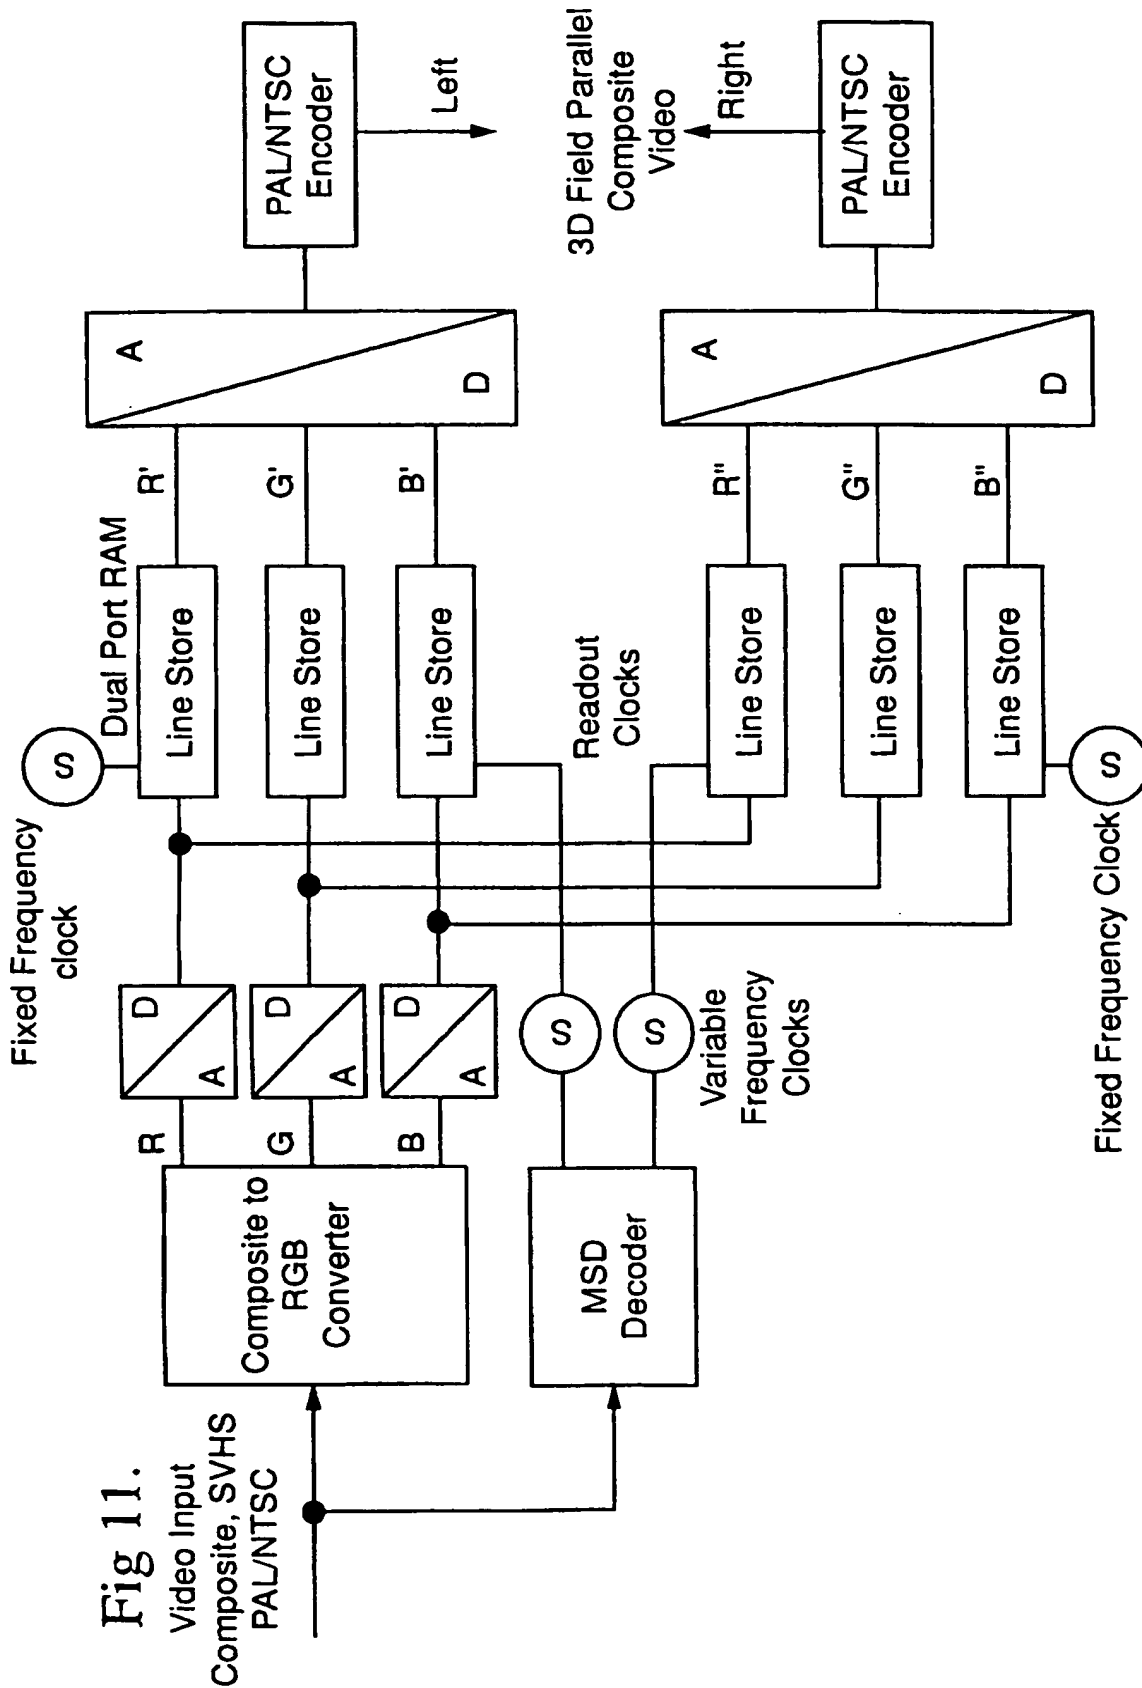 Fig 11.
Video Input
Composite, SVHS
PAL/NTSC
Composite to
RGB
Converter
MSD
Decoder
R
G
B
A
D
A
D
A
D
Fixed Frequency
clock
S
S
S
Variable
Frequency
Clocks
Dual Port RAM
Line Store
Line Store
Line Store
Readout
Clocks
Line Store
Line Store
Line Store
S
Fixed Frequency Clock
R'
G'
B'
R"
G"
B"
A
D
A
D
PAL/NTSC
Encoder
Left
3D Field Parallel
Composite
Video
Right
PAL/NTSC
Encoder